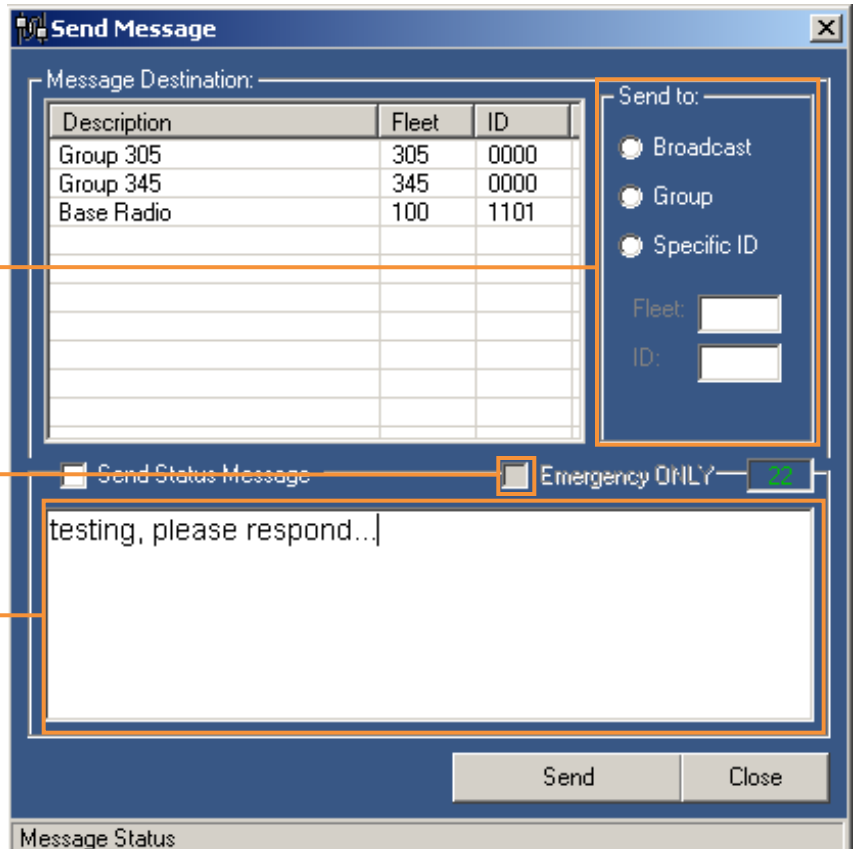 Send Message
Message Destination:
Description Fleet ID
Group 305 305 0000
Group 345 345 0000
Base Radio 100 1101
Send to:
Broadcast
Group
Specific ID
Fleet:
ID:
Send Status Message Emergency ONLY 22
testing, please respond...
Send Close
Message Status